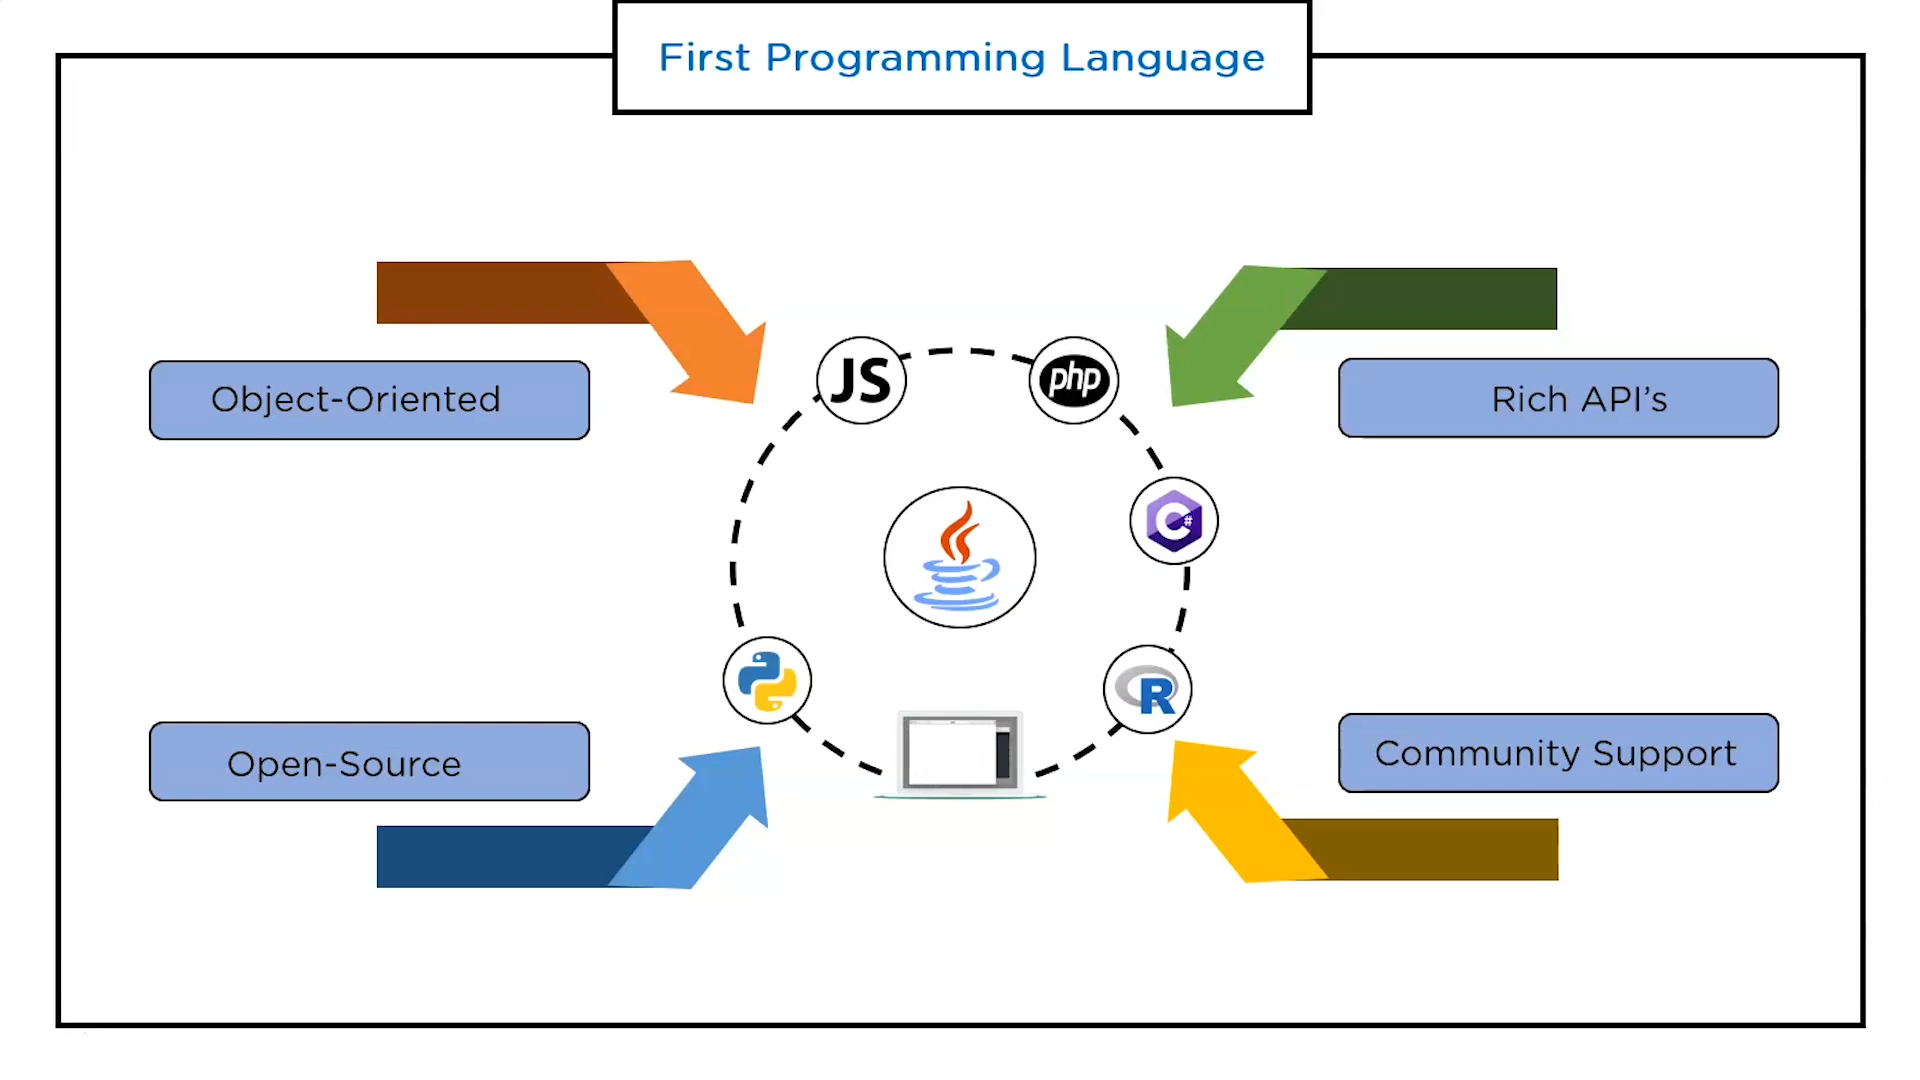 First Programming Language
Object-Oriented
Rich API's
JS
php
C#
R
Open-Source
Community Support